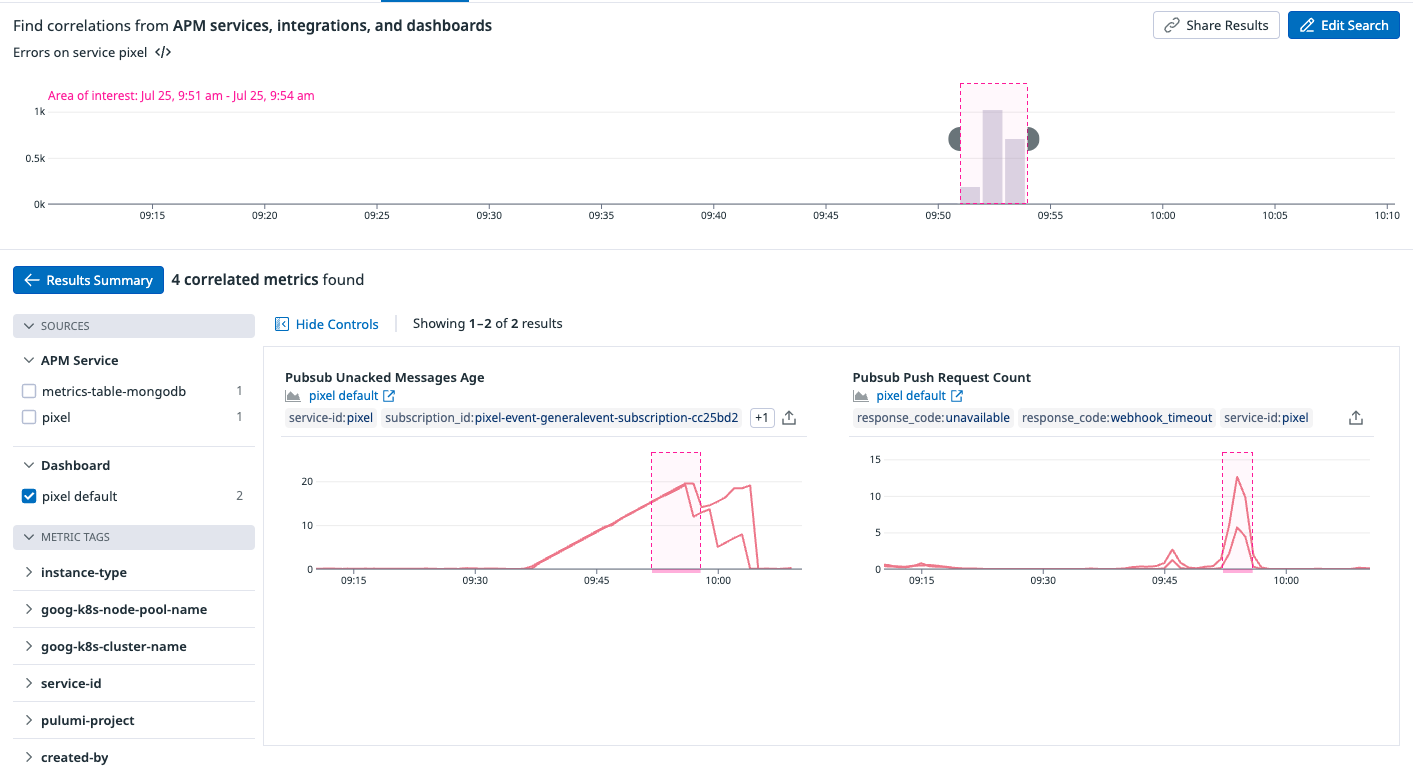 Find correlations from APM services, integrations, and dashboards
Share Results
Edit Search
Errors on service pixel </>
Area of interest: Jul 25, 9:51 am - Jul 25, 9:54 am
1k
0.5k
0k
09:15 09:20 09:25 09:30 09:35 09:40 09:45 09:50 09:55 10:00 10:05 10:10
Results Summary
4 correlated metrics found
SOURCES
APM Service
metrics-table-mongodb 1
pixel 1
Dashboard
pixel default 2
METRIC TAGS
instance-type
goog-k8s-node-pool-name
goog-k8s-cluster-name
service-id
pulumi-project
created-by
Hide Controls
Showing 1–2 of 2 results
Pubsub Unacked Messages Age
pixel default
service-id:pixel subscription_id:pixel-event-generalevent-subscription-cc25bd2 +1
20
10
0
09:15 09:30 09:45 10:00
Pubsub Push Request Count
pixel default
response_code:unavailable response_code:webhook_timeout service-id:pixel
15
10
5
0
09:15 09:30 09:45 10:00